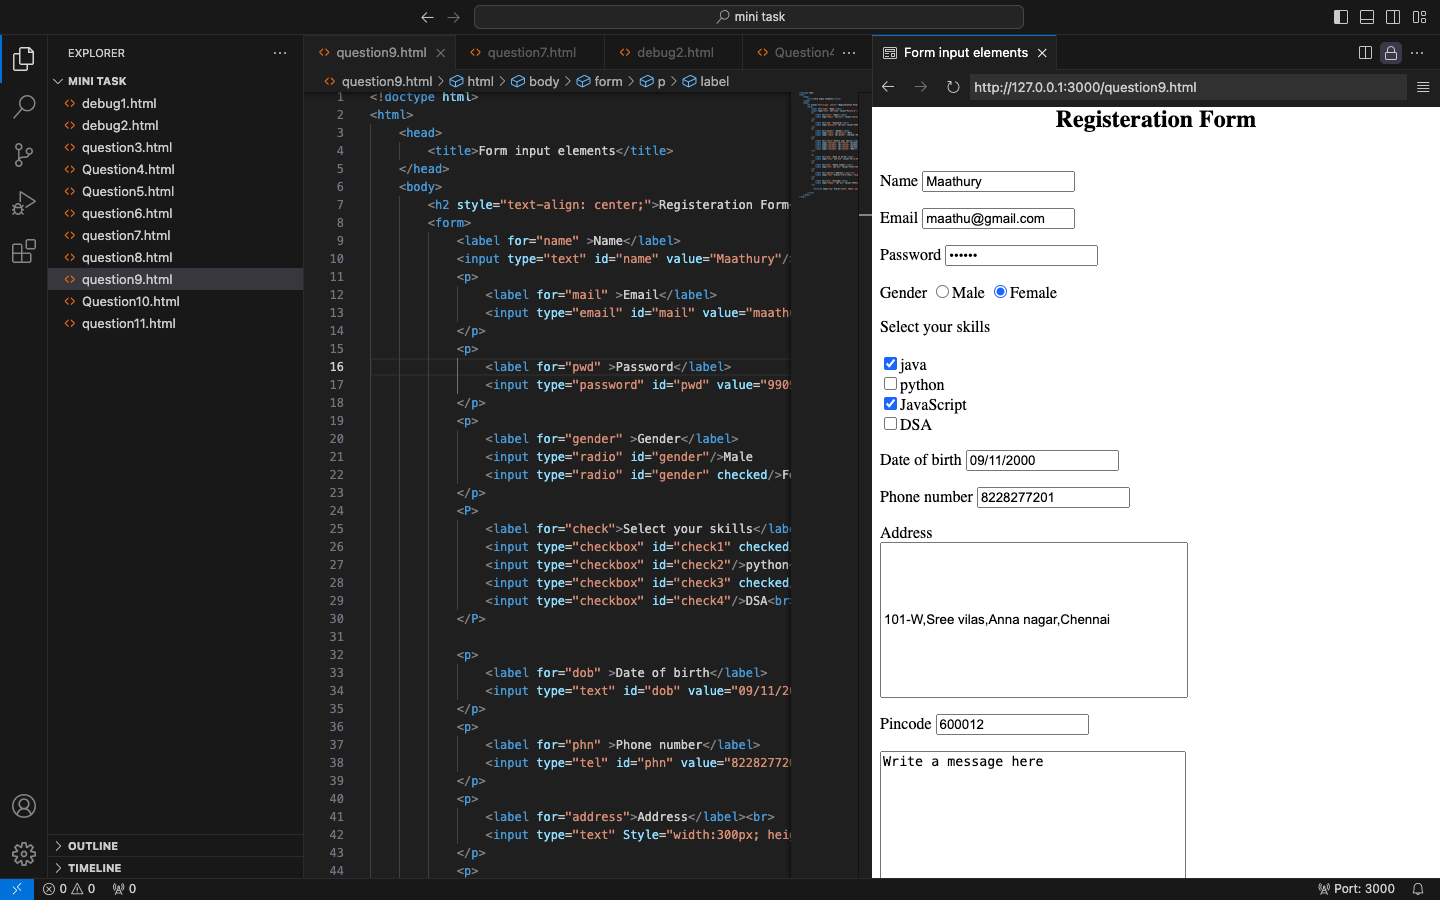 mini task
EXPLORER
MINI TASK
debug1.html
debug2.html
question3.html
Question4.html
Question5.html
question6.html
question7.html
question8.html
question9.html
Question10.html
question11.html
OUTLINE
TIMELINE
question9.html
question7.html
debug2.html
Question4
question9.html > html > body > form > p > label
1 <!doctype html>
2 <html>
3 <head>
4 <title>Form input elements</title>
5 </head>
6 <body>
7 <h2 style="text-align: center;">Registeration Form
8 <form>
9 <label for="name" >Name</label>
10 <input type="text" id="name" value="Maathury"/>
11 <p>
12 <label for="mail" >Email</label>
13 <input type="email" id="mail" value="maath
14 </p>
15 <p>
16 <label for="pwd" >Password</label>
17 <input type="password" id="pwd" value="990
18 </p>
19 <p>
20 <label for="gender" >Gender</label>
21 <input type="radio" id="gender"/>Male
22 <input type="radio" id="gender" checked/>F
23 </p>
24 <P>
25 <label for="check">Select your skills</lab
26 <input type="checkbox" id="check1" checked
27 <input type="checkbox" id="check2"/>python
28 <input type="checkbox" id="check3" checked
29 <input type="checkbox" id="check4"/>DSA<br
30 </P>
31
32 <p>
33 <label for="dob" >Date of birth</label>
34 <input type="text" id="dob" value="09/11/2
35 </p>
36 <p>
37 <label for="phn" >Phone number</label>
38 <input type="tel" id="phn" value="82282772
39 </p>
40 <p>
41 <label for="address">Address</label><br>
42 <input type="text" Style="width:300px; hei
43 </p>
44 <p>
Form input elements
http://127.0.0.1:3000/question9.html
Registeration Form
Name Maathury
Email maathu@gmail.com
Password ••••••
Gender Male Female
Select your skills
java
python
JavaScript
DSA
Date of birth 09/11/2000
Phone number 8228277201
Address
101-W,Sree vilas,Anna nagar,Chennai
Pincode 600012
Write a message here
0 0 0
Port: 3000